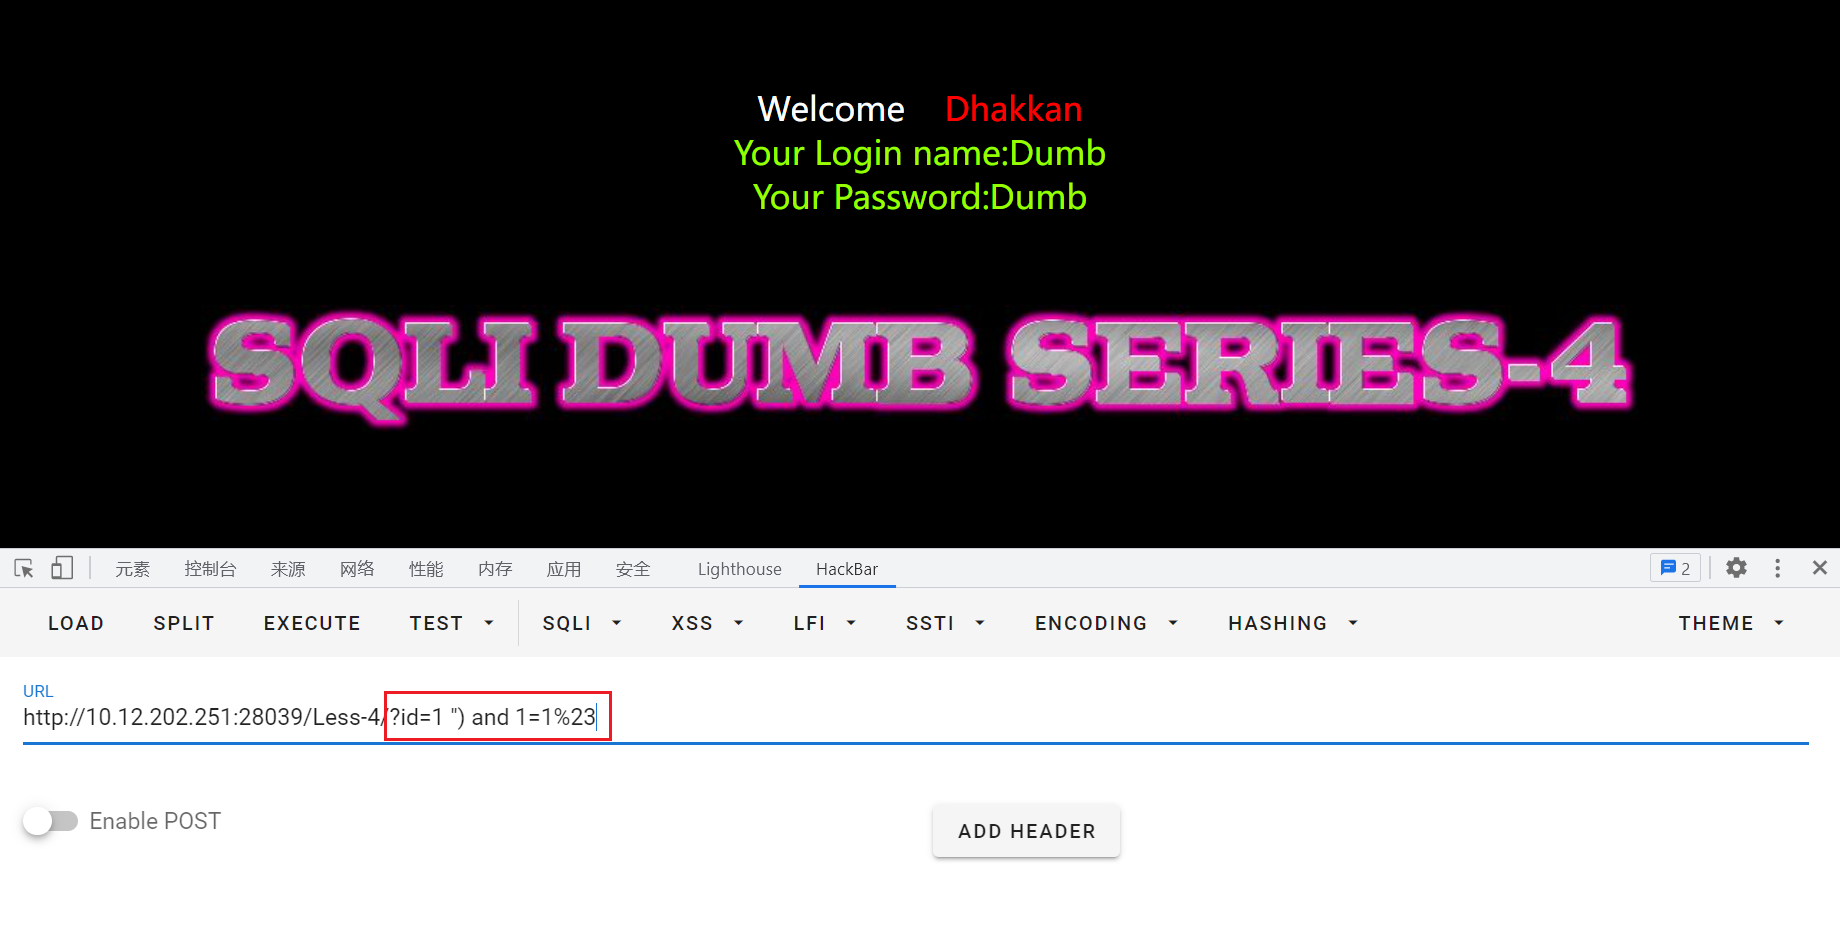 Welcome Dhakkan
Your Login name:Dumb
Your Password:Dumb
SQLI DUMB SERIES-4
元素 控制台 来源 网络 性能 内存 应用 安全 Lighthouse HackBar 2
LOAD SPLIT EXECUTE TEST SQLI XSS LFI SSTI ENCODING HASHING THEME
URL
http://10.12.202.251:28039/Less-4/?id=1 ") and 1=1%23
Enable POST
ADD HEADER